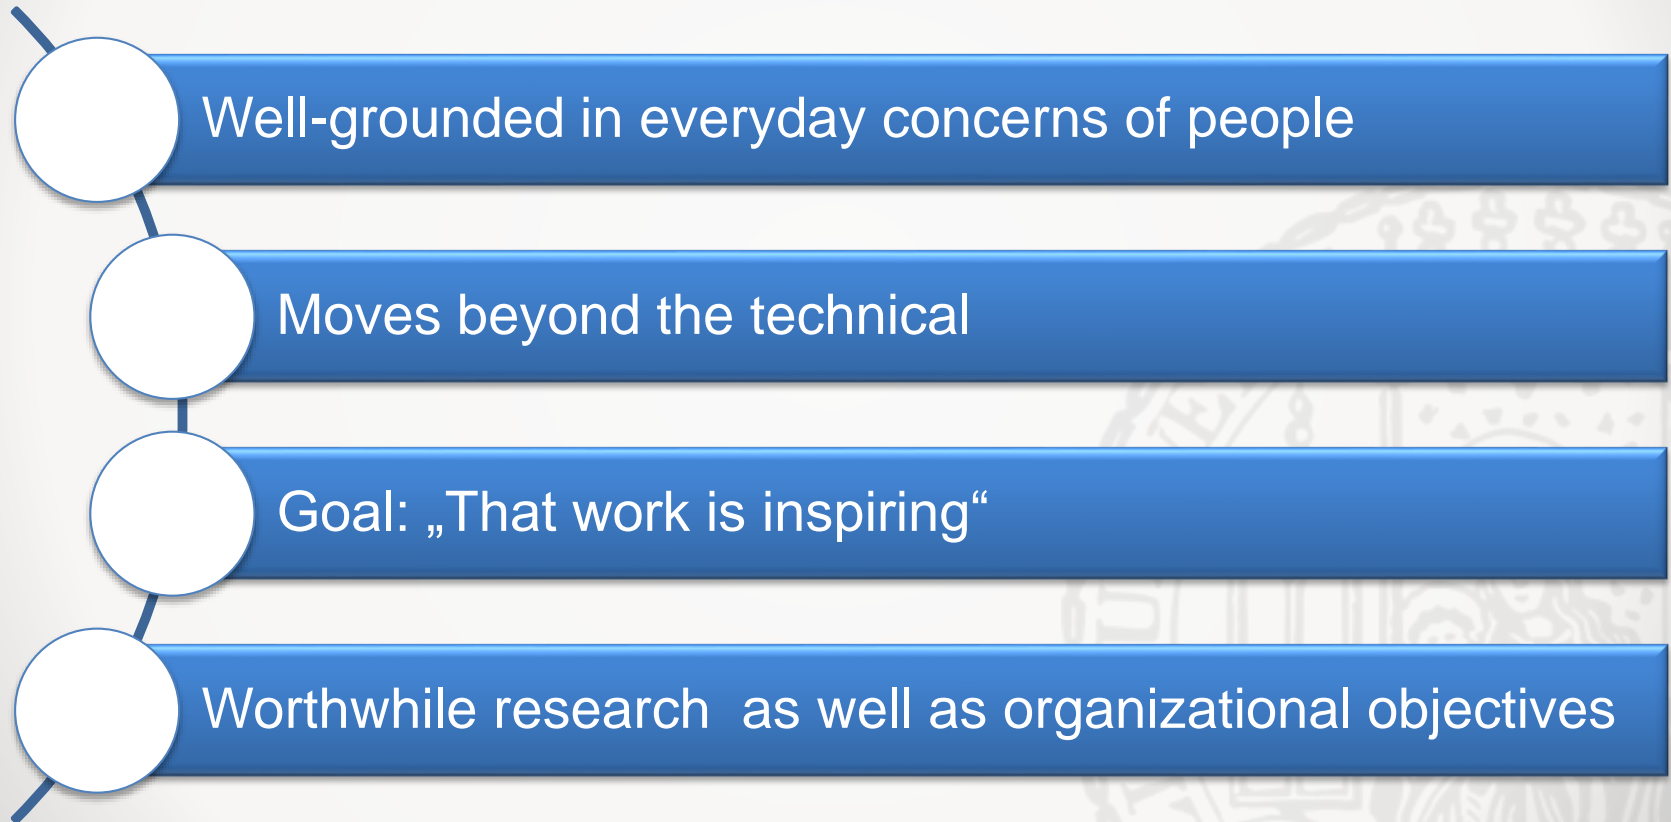 Well-grounded in everyday concerns of people
Moves beyond the technical
Goal: „That work is inspiring“
Worthwhile research  as well as organizational objectives